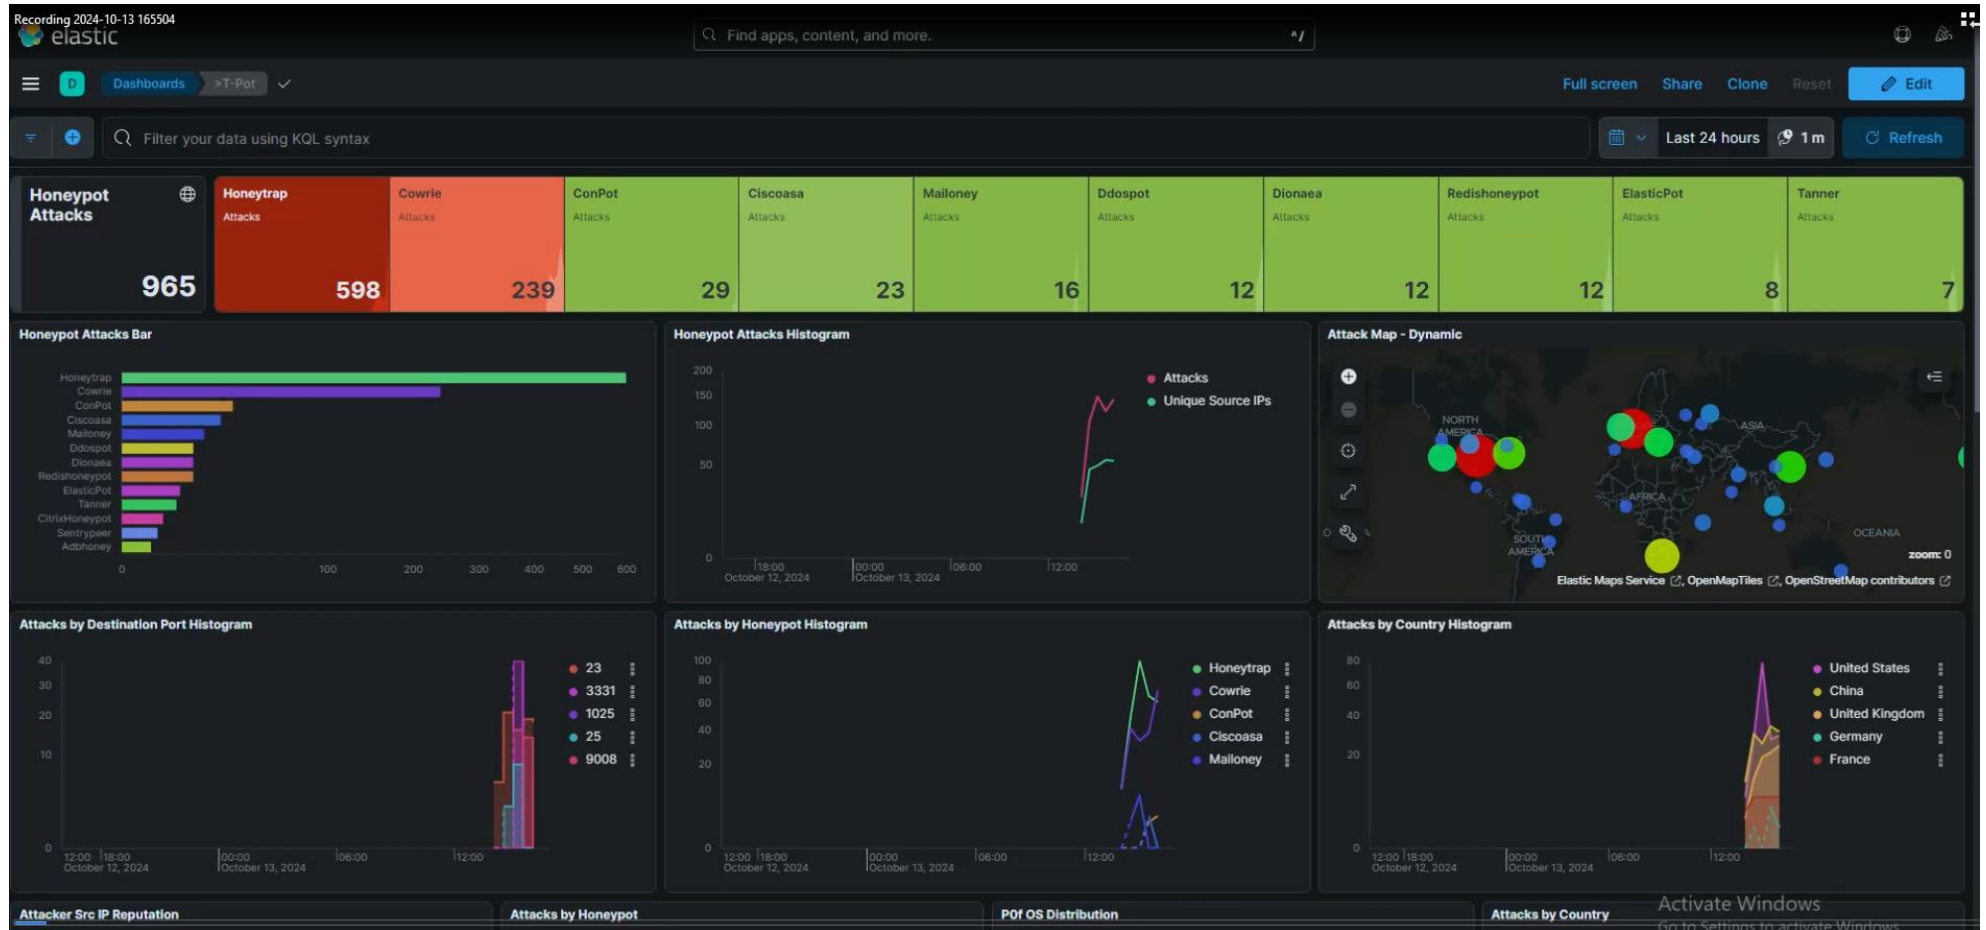 Recording 2024-10-13 165504
elastic
Find apps, content, and more.
^/
D
Dashboards
>T-Pot
Full screen
Share
Clone
Reset
Edit
Filter your data using KQL syntax
Last 24 hours
1 m
Refresh
Honeypot
Attacks
965
Honeytrap
Attacks
598
Cowrie
Attacks
239
ConPot
Attacks
29
Ciscoasa
Attacks
23
Mailoney
Attacks
16
Ddospot
Attacks
12
Dionaea
Attacks
12
Redishoneypot
Attacks
12
ElasticPot
Attacks
8
Tanner
Attacks
7
Honeypot Attacks Bar
Honeytrap
Cowrie
ConPot
Ciscoasa
Mailoney
Ddospot
Dionaea
Redishoneypot
ElasticPot
Tanner
CitrixHoneypot
Sentrypeer
Adbhoney
0 100 200 300 400 500 600
Honeypot Attacks Histogram
200
150
100
50
0
18:00 00:00 06:00 12:00
October 12, 2024 October 13, 2024
Attacks
Unique Source IPs
Attack Map - Dynamic
NORTH
AMERICA
ASIA
AFRICA
SOUTH
AMERICA
OCEANIA
zoom: 0
Elastic Maps Service, OpenMapTiles, OpenStreetMap contributors
Attacks by Destination Port Histogram
40
30
20
10
0
12:00 18:00 00:00 06:00 12:00
October 12, 2024 October 13, 2024
23
3331
1025
25
9008
Attacks by Honeypot Histogram
100
80
60
40
20
0
12:00 18:00 00:00 06:00 12:00
October 12, 2024 October 13, 2024
Honeytrap
Cowrie
ConPot
Ciscoasa
Mailoney
Attacks by Country Histogram
80
60
40
20
0
12:00 18:00 00:00 06:00 12:00
October 12, 2024 October 13, 2024
United States
China
United Kingdom
Germany
France
Attacker Src IP Reputation
Attacks by Honeypot
P0f OS Distribution
Attacks by Country
Activate Windows
Go to Settings to activate Windows.